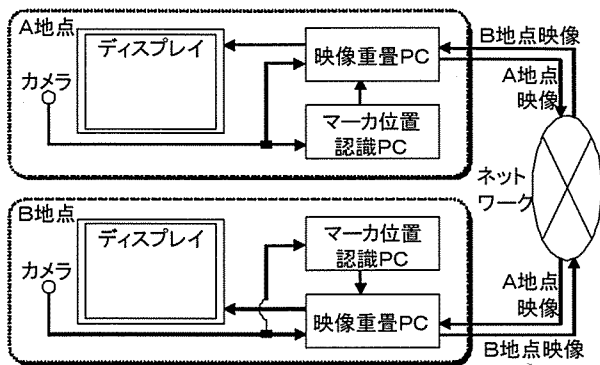 A地点
ディスプレイ
カメラ
映像重畳PC
マーカ位置
認識PC
B地点映像
A地点
映像
ネット
ワーク
B地点
ディスプレイ
カメラ
マーカ位置
認識PC
映像重畳PC
A地点
映像
B地点映像